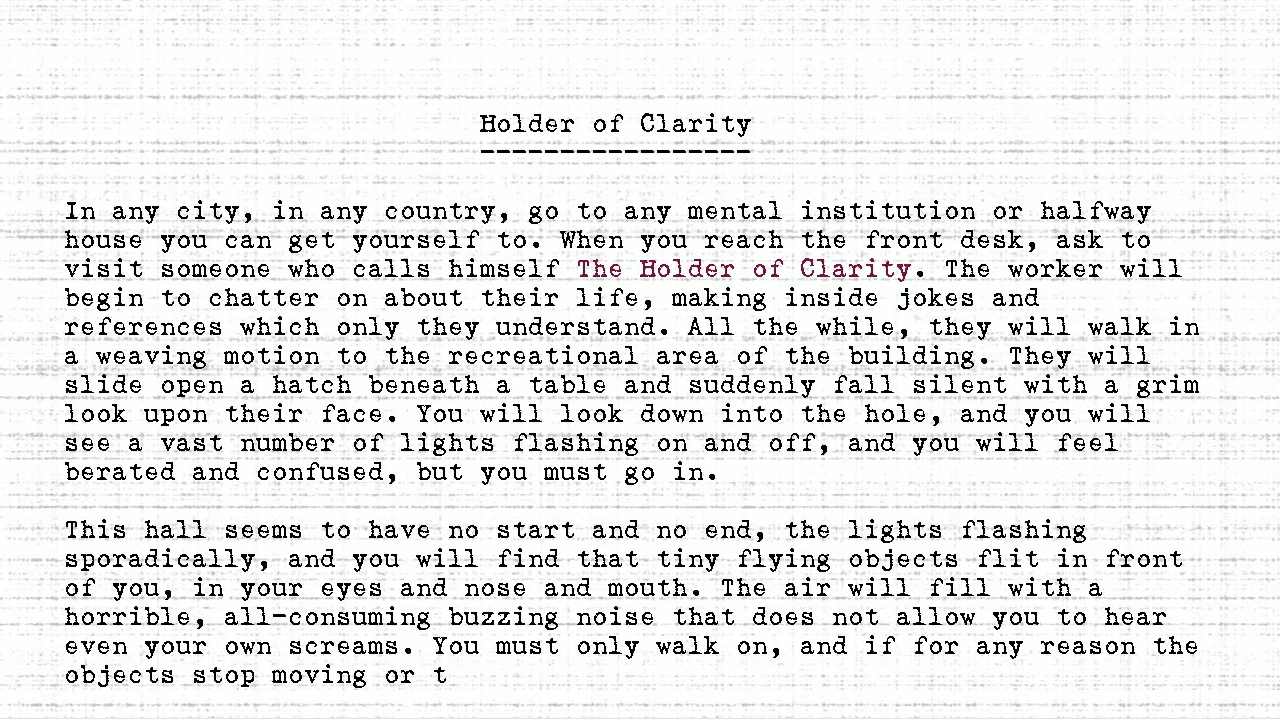 Holder of Clarity
-----------------
In any city, in any country, go to any mental institution or halfway
house you can get yourself to. When you reach the front desk, ask to
visit someone who calls himself The Holder of Clarity. The worker will
begin to chatter on about their life, making inside jokes and
references which only they understand. All the while, they will walk in
a weaving motion to the recreational area of the building. They will
slide open a hatch beneath a table and suddenly fall silent with a grim
look upon their face. You will look down into the hole, and you will
see a vast number of lights flashing on and off, and you will feel
berated and confused, but you must go in.
This hall seems to have no start and no end, the lights flashing
sporadically, and you will find that tiny flying objects flit in front
of you, in your eyes and nose and mouth. The air will fill with a
horrible, all-consuming buzzing noise that does not allow you to hear
even your own screams. You must only walk on, and if for any reason the
objects stop moving or t